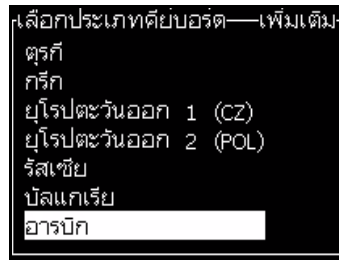 เลือกประเภทคีย์บอร์ด──เพิ่มเติม
ตุรกี
กรีก
ยุโรปตะวันออก 1 (CZ)
ยุโรปตะวันออก 2 (POL)
รัสเซีย
บัลแกเรีย
อารบิก